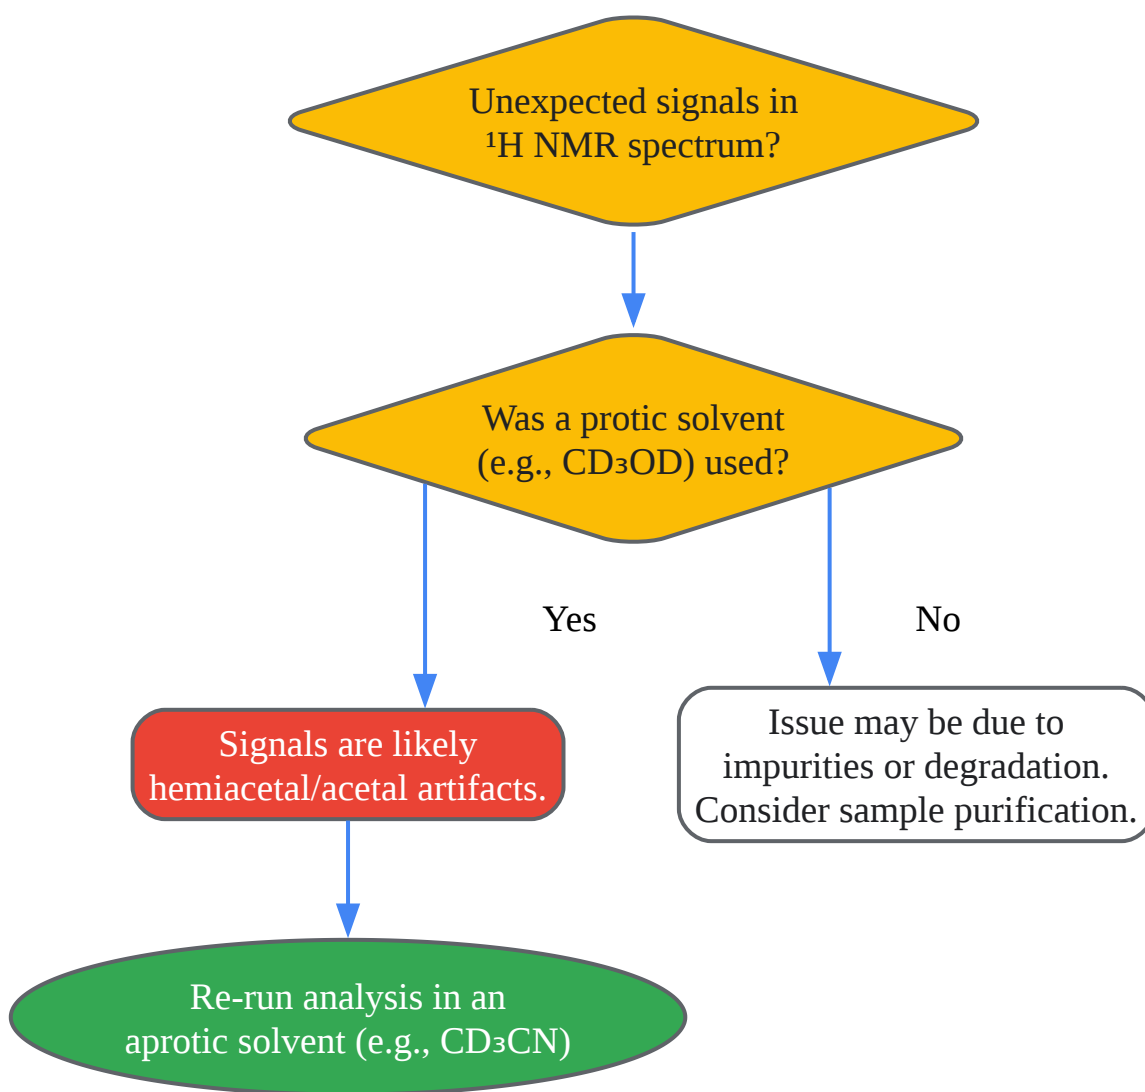 Unexpected signals in
¹H NMR spectrum?
Was a protic solvent
(e.g., CD₃OD) used?
Yes
No
Signals are likely
hemiacetal/acetal artifacts.
Issue may be due to
impurities or degradation.
Consider sample purification.
Re-run analysis in an
aprotic solvent (e.g., CD₃CN)